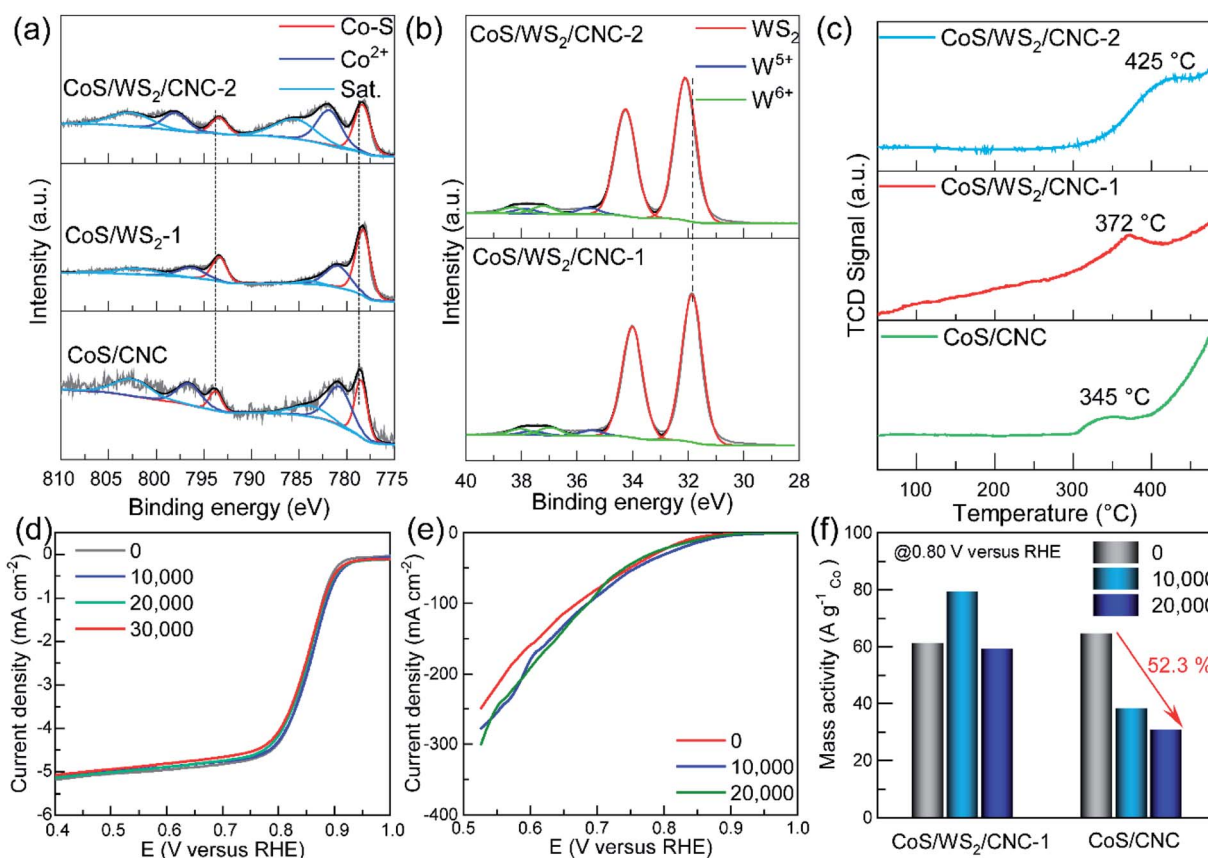 (a)
Co-S
Co²⁺
Sat.
CoS/WS₂/CNC-2
CoS/WS₂-1
CoS/CNC
Intensity (a.u.)
810 805 800 795 790 785 780 775
Binding energy (eV)
(b)
CoS/WS₂/CNC-2
WS₂
W⁵⁺
W⁶⁺
CoS/WS₂/CNC-1
Intensity (a.u.)
40 38 36 34 32 30 28
Binding energy (eV)
(c)
CoS/WS₂/CNC-2
425 °C
CoS/WS₂/CNC-1
372 °C
CoS/CNC
345 °C
TCD Signal (a.u.)
100 200 300 400
Temperature (°C)
(d)
0
10,000
20,000
30,000
0
-1
-2
-3
-4
-5
-6
Current density (mA cm⁻²)
0.4 0.5 0.6 0.7 0.8 0.9 1.0
E (V versus RHE)
(e)
0
-100
-200
-300
-400
Current density (mA cm⁻²)
0
10,000
20,000
0.5 0.6 0.7 0.8 0.9 1.0
E (V versus RHE)
(f)
@0.80 V versus RHE
0
10,000
20,000
100
80
60
40
20
0
Mass activity (A g⁻¹ Co)
52.3 %
CoS/WS₂/CNC-1 CoS/CNC